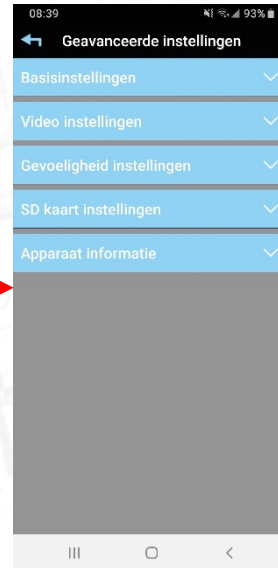 08:39 93%
Geavanceerde instellingen
Basisinstellingen
Video instellingen
Gevoeligheid instellingen
SD kaart instellingen
Apparaat informatie